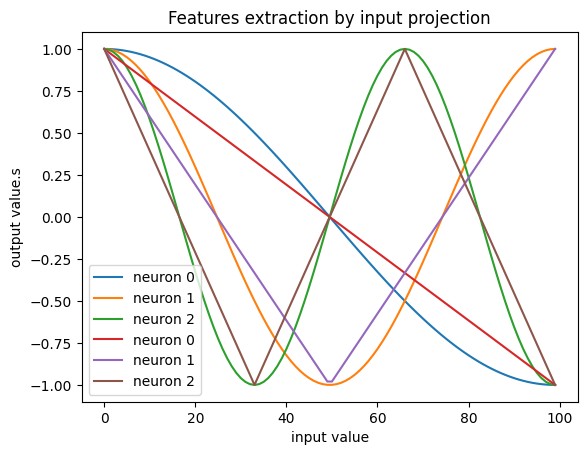 Features extraction by input projection
output value.s
1.00
0.75
0.50
0.25
0.00
−0.25
−0.50
−0.75
−1.00
neuron 0
neuron 1
neuron 2
neuron 0
neuron 1
neuron 2
0 20 40 60 80 100
input value